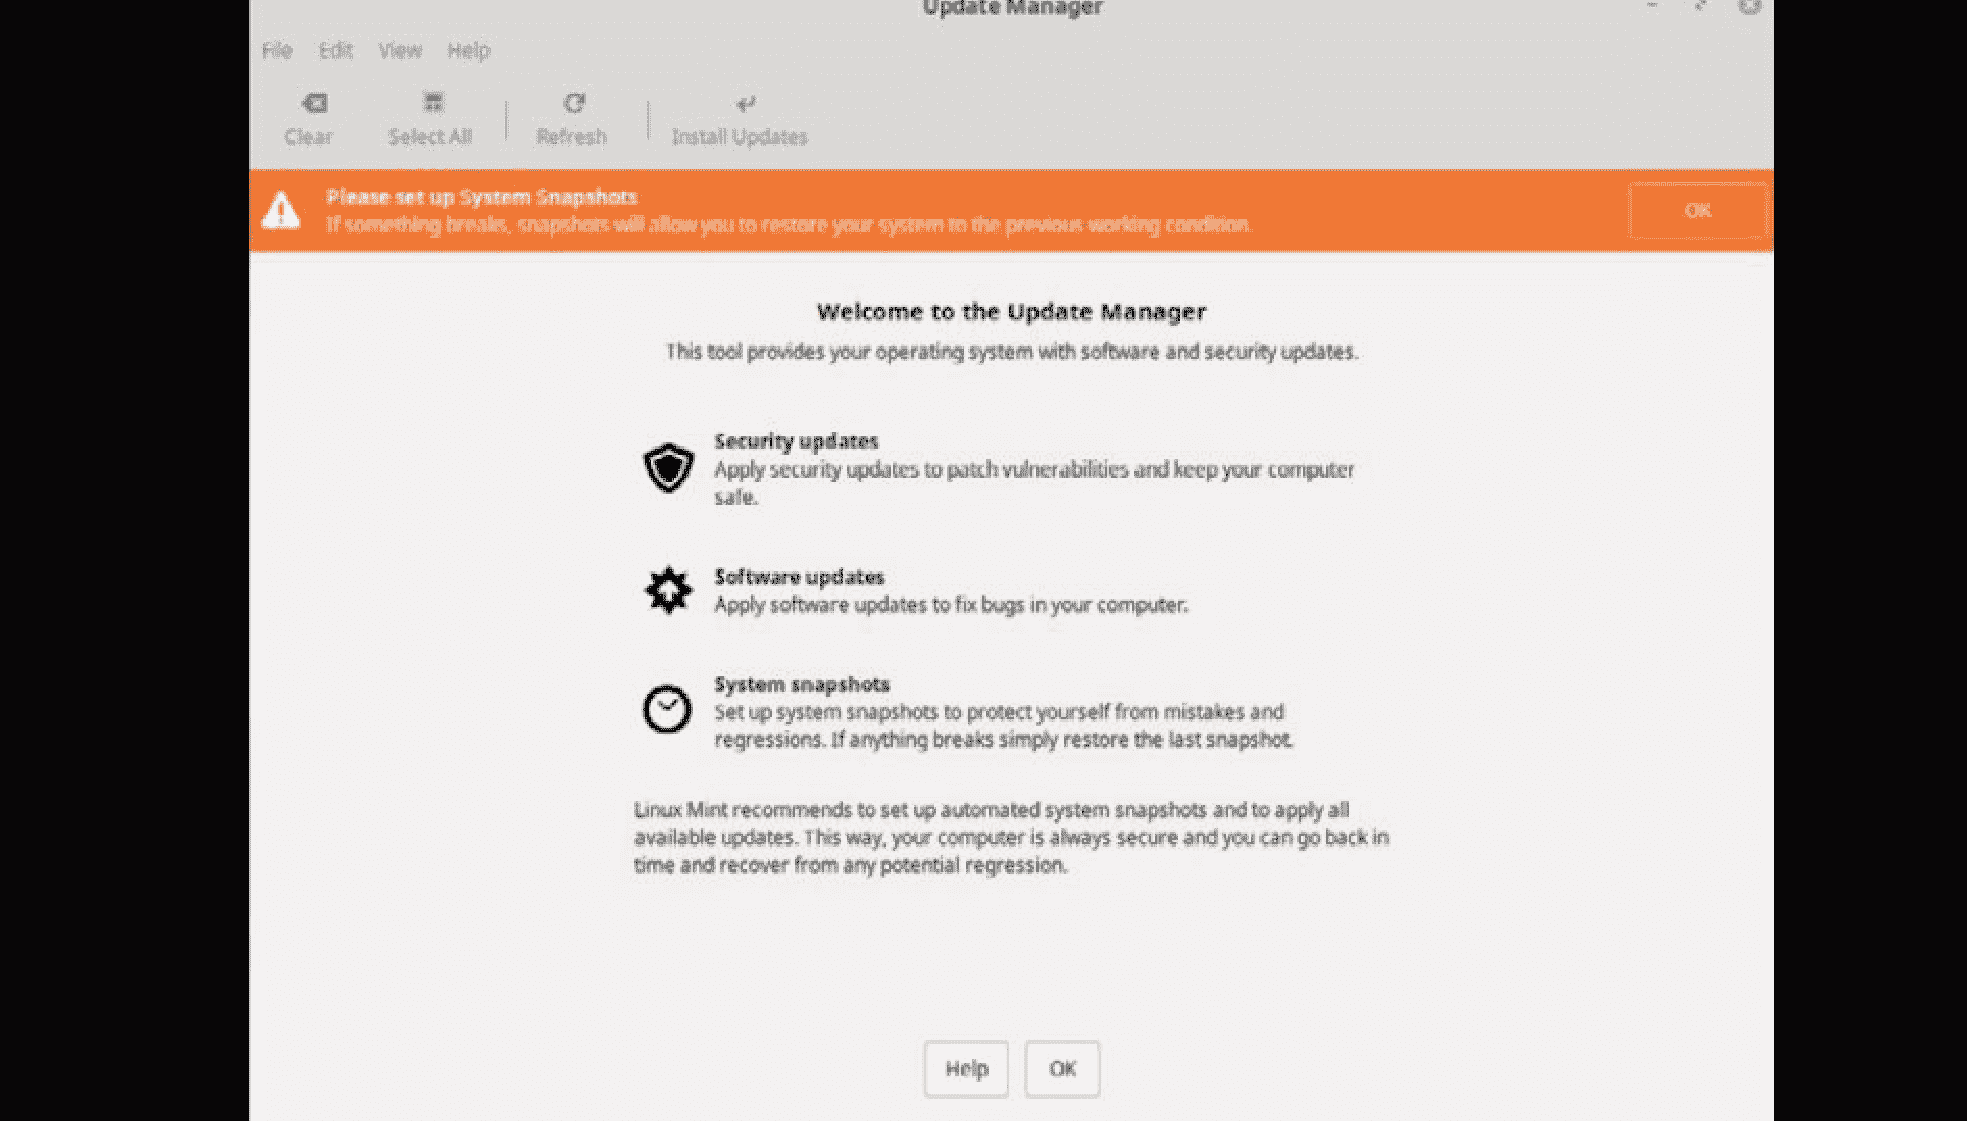 Update Manager
File Edit View Help
Clear Select All Refresh Install Updates
Please set up System Snapshots
If something breaks, snapshots will allow you to restore your system to the previous working condition.
OK
Welcome to the Update Manager
This tool provides your operating system with software and security updates.
Security updates
Apply security updates to patch vulnerabilities and keep your computer
safe.
Software updates
Apply software updates to fix bugs in your computer.
System snapshots
Set up system snapshots to protect yourself from mistakes and
regressions. If anything breaks simply restore the last snapshot.
Linux Mint recommends to set up automated system snapshots and to apply all
available updates. This way, your computer is always secure and you can go back in
time and recover from any potential regression.
Help OK